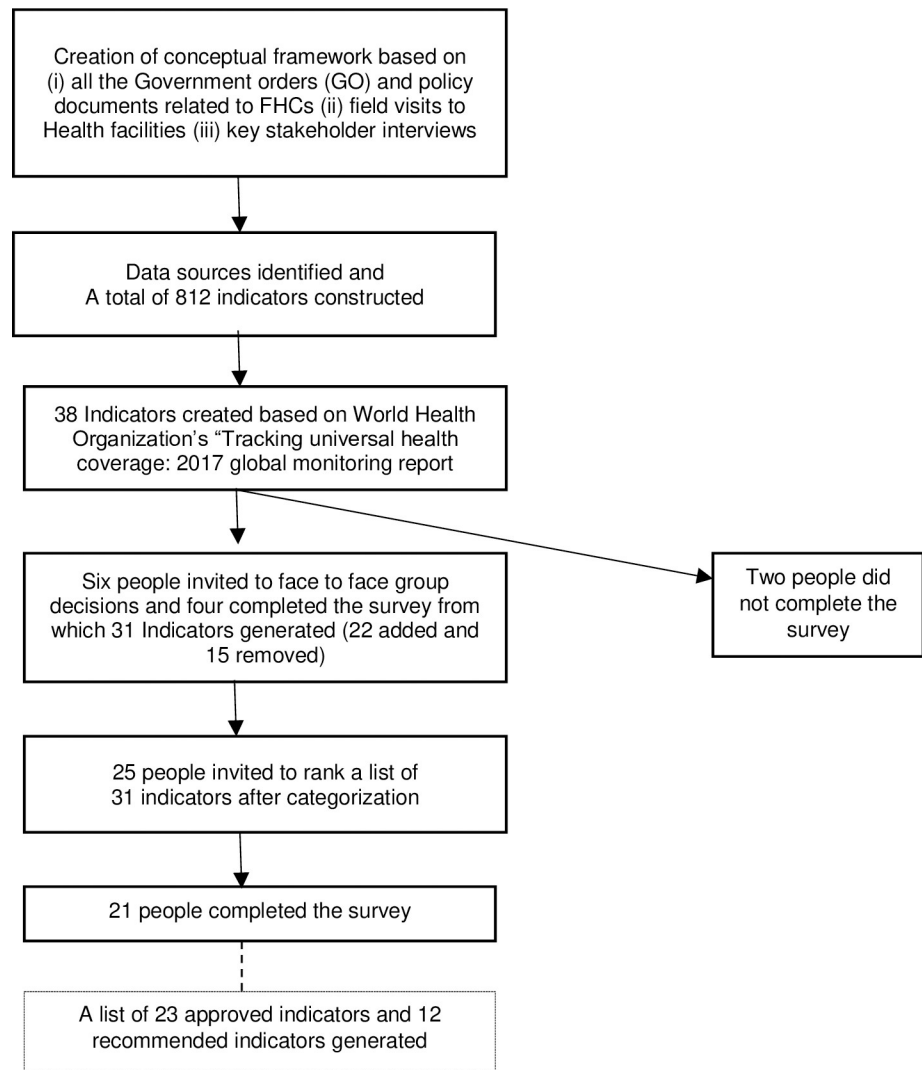 Creation of conceptual framework based on
(i) all the Government orders (GO) and policy
documents related to FHCs (ii) field visits to
Health facilities (iii) key stakeholder interviews
Data sources identified and
A total of 812 indicators constructed
38 Indicators created based on World Health
Organization's “Tracking universal health
coverage: 2017 global monitoring report
Six people invited to face to face group
decisions and four completed the survey from
which 31 Indicators generated (22 added and
15 removed)
Two people did
not complete the
survey
25 people invited to rank a list of
31 indicators after categorization
21 people completed the survey
A list of 23 approved indicators and 12
recommended indicators generated